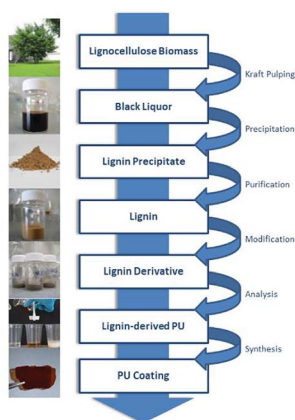 Lignocellulose Biomass
Kraft Pulping
Black Liquor
Precipitation
Lignin Precipitate
Purification
Lignin
Modification
Lignin Derivative
Analysis
Lignin-derived PU
Synthesis
PU Coating